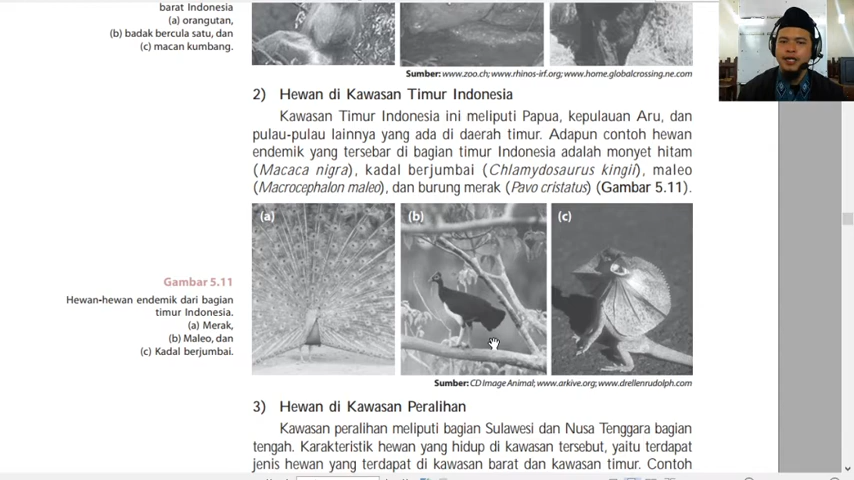 barat Indonesia
(a) orangutan,
(b) badak bercula satu, dan
(c) macan kumbang.
Sumber: www.zoo.ch; www.rhinos-irf.org; www.home.globalcrossing.ne.com
2) Hewan di Kawasan Timur Indonesia
Kawasan Timur Indonesia ini meliputi Papua, kepulauan Aru, dan
pulau-pulau lainnya yang ada di daerah timur. Adapun contoh hewan
endemik yang tersebar di bagian timur Indonesia adalah monyet hitam
(Macaca nigra), kadal berjumbai (Chlamydosaurus kingii), maleo
(Macrocephalon maleo), dan burung merak (Pavo cristatus) (Gambar 5.11).
(a) (b) (c)
Gambar 5.11
Hewan-hewan endemik dari bagian
timur Indonesia.
(a) Merak,
(b) Maleo, dan
(c) Kadal berjumbai.
Sumber: CD Image Animal; www.arkive.org; www.drellenrudolph.com
3) Hewan di Kawasan Peralihan
Kawasan peralihan meliputi bagian Sulawesi dan Nusa Tenggara bagian
tengah. Karakteristik hewan yang hidup di kawasan tersebut, yaitu terdapat
jenis hewan yang terdapat di kawasan barat dan kawasan timur. Contoh